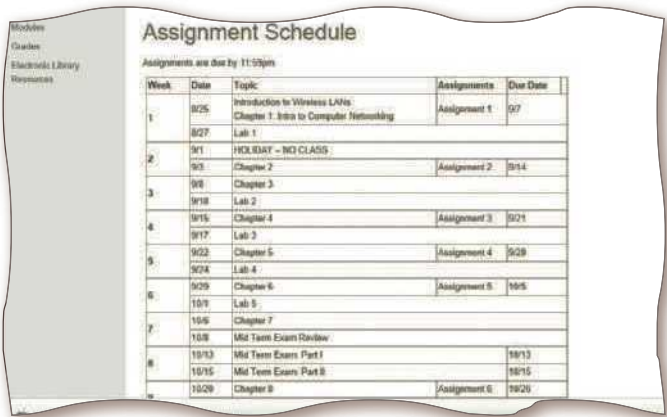 Modules
Grades
Electronic Library
Resources
Assignment Schedule
Assignments are due by 11:59pm
Week Date Topic Assignments Due Date
1 8/25 Introduction to Wireless LANs
Chapter 1: Intro to Computer Networking Assignment 1 9/7
8/27 Lab 1
2 9/1 HOLIDAY – NO CLASS
9/3 Chapter 2 Assignment 2 9/14
3 9/8 Chapter 3
9/10 Lab 2
4 9/15 Chapter 4 Assignment 3 9/21
9/17 Lab 3
5 9/22 Chapter 5 Assignment 4 9/28
9/24 Lab 4
6 9/29 Chapter 6 Assignment 5 10/5
10/1 Lab 5
7 10/6 Chapter 7
10/8 Mid Term Exam Review
8 10/13 Mid Term Exam: Part I 10/13
10/15 Mid Term Exam: Part II 10/15
10/20 Chapter 8 Assignment 6 10/26